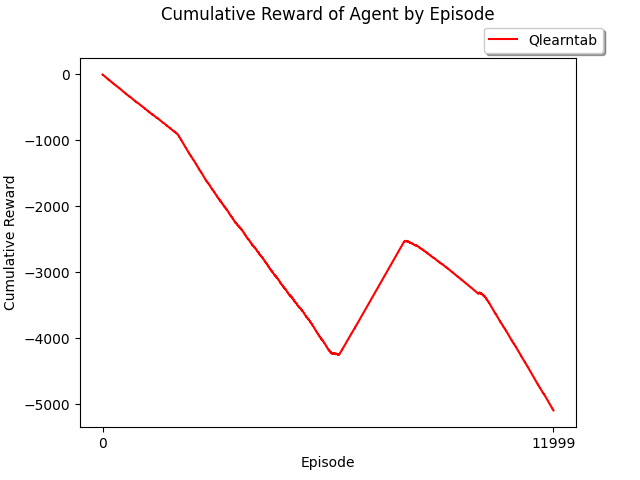 Cumulative Reward of Agent by Episode
Qlearntab
0
−1000
−2000
−3000
−4000
−5000
Cumulative Reward
0
11999
Episode